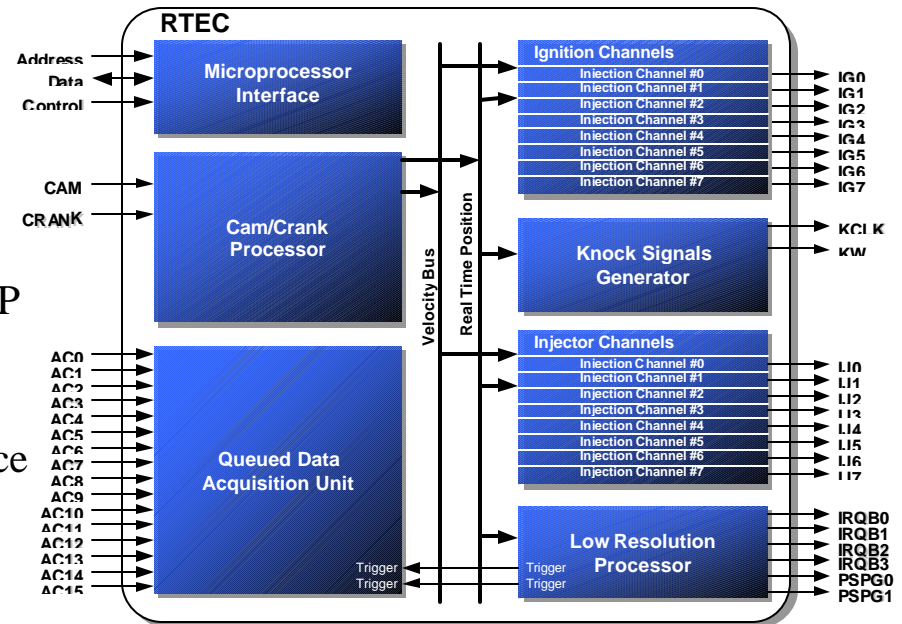 RTEC
Address
Data
Control
Microprocessor
Interface
CAM
CRANK
Cam/Crank
Processor
P
AC0
AC1
AC2
AC3
AC4
AC5
AC6
AC7
AC8
AC9
AC10
AC11
AC12
AC13
AC14
AC15
ce
Queued Data
Acquisition Unit
Trigger
Trigger
Velocity Bus
Real Time Position
Ignition Channels
Injection Channel #0
Injection Channel #1
Injection Channel #2
Injection Channel #3
Injection Channel #4
Injection Channel #5
Injection Channel #6
Injection Channel #7
IG0
IG1
IG2
IG3
IG4
IG5
IG6
IG7
Knock Signals
Generator
KCLK
KW
Injector Channels
Injection Channel #0
Injection Channel #1
Injection Channel #2
Injection Channel #3
Injection Channel #4
Injection Channel #5
Injection Channel #6
Injection Channel #7
Low Resolution
Processor
Trigger
Trigger
IRQB0
IRQB1
IRQB2
IRQB3
PSPG0
PSPG1